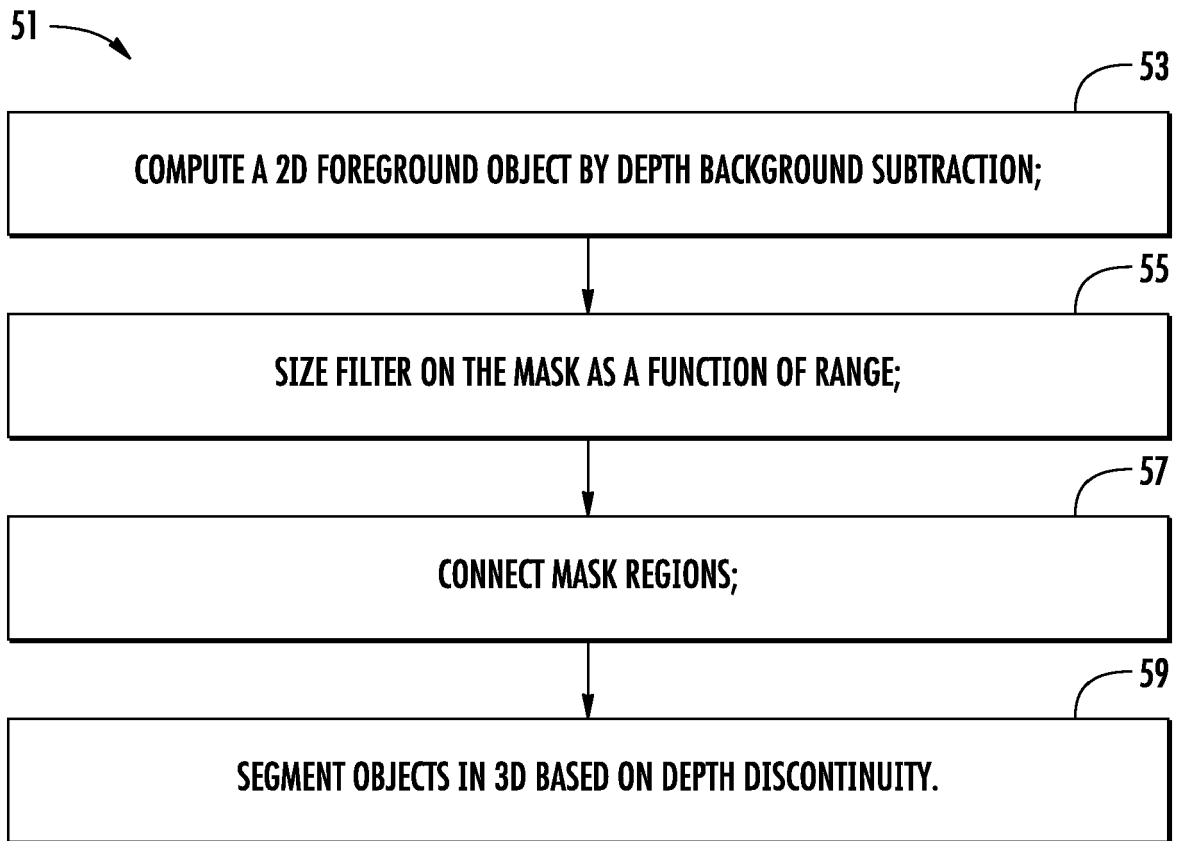 51
53
COMPUTE A 2D FOREGROUND OBJECT BY DEPTH BACKGROUND SUBTRACTION;
55
SIZE FILTER ON THE MASK AS A FUNCTION OF RANGE;
57
CONNECT MASK REGIONS;
59
SEGMENT OBJECTS IN 3D BASED ON DEPTH DISCONTINUITY.